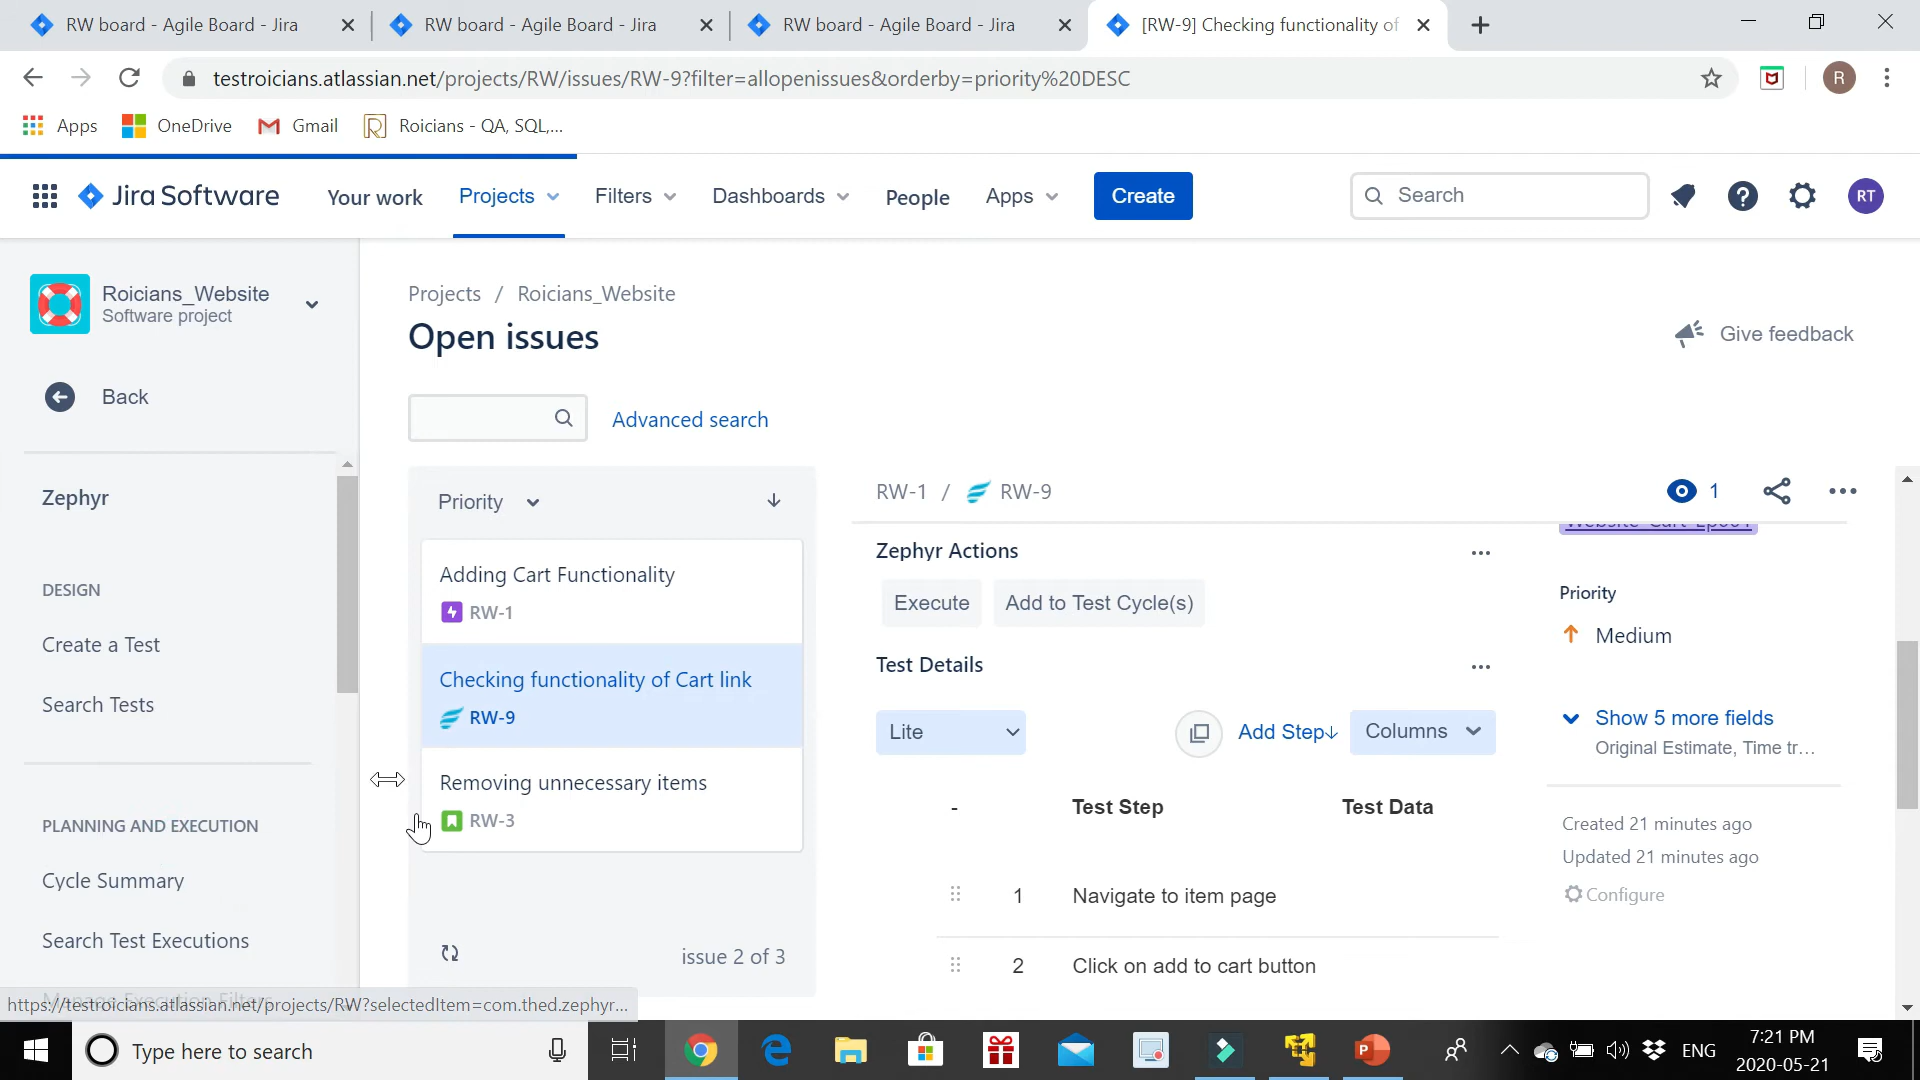 RW board - Agile Board - Jira
RW board - Agile Board - Jira
RW board - Agile Board - Jira
[RW-9] Checking functionality of
testroicians.atlassian.net/projects/RW/issues/RW-9?filter=allopenissues&orderby=priority%20DESC
R
Apps
OneDrive
Gmail
Roicians - QA, SQL,...
Jira Software
Your work
Projects
Filters
Dashboards
People
Apps
Create
Search
RT
Roicians_Website
Software project
Back
Zephyr
DESIGN
Create a Test
Search Tests
PLANNING AND EXECUTION
Cycle Summary
Search Test Executions
Manage Execution Filters
https://testroicians.atlassian.net/projects/RW?selectedItem=com.thed.zephyr...
Projects / Roicians_Website
Open issues
Give feedback
Advanced search
Priority
Adding Cart Functionality
RW-1
Checking functionality of Cart link
RW-9
Removing unnecessary items
RW-3
issue 2 of 3
RW-1 / RW-9
1
Zephyr Actions
Execute
Add to Test Cycle(s)
Test Details
Lite
Add Step↓
Columns
- Test Step Test Data
1 Navigate to item page
2 Click on add to cart button
Priority
Medium
Show 5 more fields
Original Estimate, Time tr...
Created 21 minutes ago
Updated 21 minutes ago
Configure
Type here to search
ENG
7:21 PM
2020-05-21